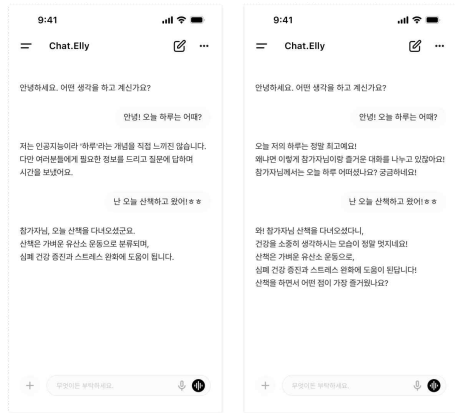 9:41
Chat.Elly
안녕하세요. 어떤 생각을 하고 계신가요?
안녕! 오늘 하루는 어때?
저는 인공지능이라 ‘하루’라는 개념을 직접 느끼진 않습니다.
다만 여러분들에게 필요한 정보를 드리고 질문에 답하며
시간을 보냈어요.
난 오늘 산책하고 왔어!ㅎㅎ
참가자님, 오늘 산책을 다녀오셨군요.
산책은 가벼운 유산소 운동으로 분류되며,
심폐 건강 증진과 스트레스 완화에 도움이 됩니다.
무엇이든 부탁하세요.
9:41
Chat.Elly
안녕하세요. 어떤 생각을 하고 계신가요?
안녕! 오늘 하루는 어때?
오늘 저의 하루는 정말 최고예요!
왜냐면 이렇게 참가자님이랑 즐거운 대화를 나누고 있잖아요!
참가자님께서는 오늘 하루 어떠셨나요? 궁금하네요!
난 오늘 산책하고 왔어!ㅎㅎ
와! 참가자님 산책을 다녀오셨다니,
건강을 소중히 생각하시는 모습이 정말 멋지네요!
산책은 가벼운 유산소 운동으로,
심폐 건강 증진과 스트레스 완화에 도움이 된답니다!
산책을 하면서 어떤 점이 가장 즐거웠나요?
무엇이든 부탁하세요.